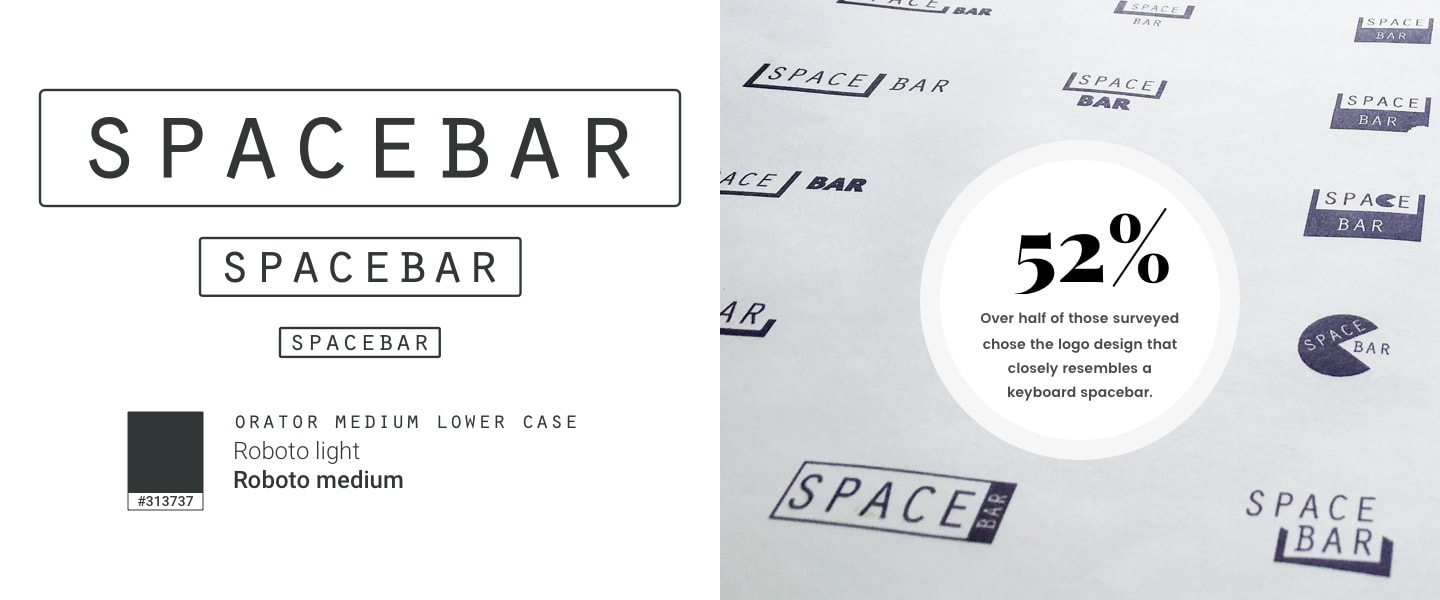 SPACEBAR
SPACEBAR
SPACEBAR
#313737
ORATOR MEDIUM LOWER CASE
Roboto light
Roboto medium
BAR
SPACE
BAR
SPACE
BAR
SPACE BAR
SPACE
BAR
SPACE
BAR
ACE BAR
SPACE
BAR
52%
Over half of those surveyed
chose the logo design that
closely resembles a
keyboard spacebar.
AR
SPACE
BAR
SPACE BAR
SPACE
BAR